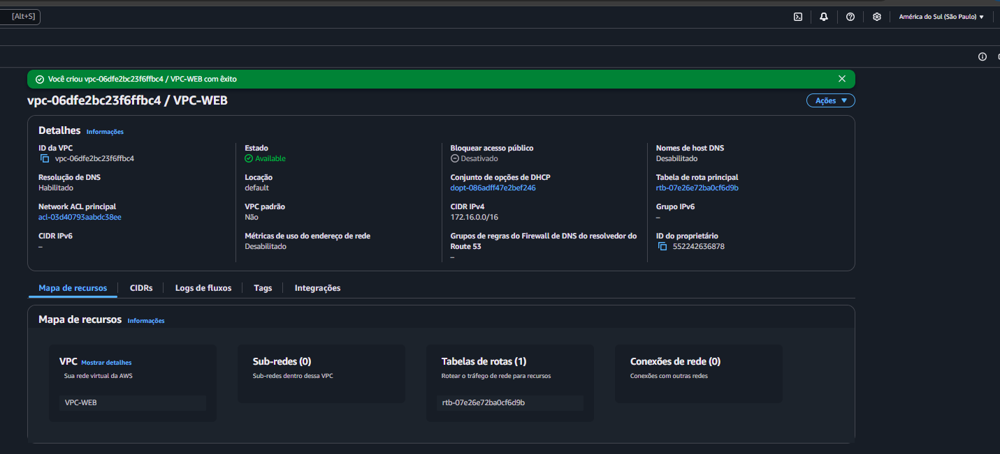 [Alt+S]
América do Sul (São Paulo)
Você criou vpc-06dfe2bc23f6ffbc4 / VPC-WEB com êxito
vpc-06dfe2bc23f6ffbc4 / VPC-WEB
Ações
Detalhes Informações
ID da VPC
vpc-06dfe2bc23f6ffbc4
Estado
Available
Bloquear acesso público
Desativado
Nomes de host DNS
Desabilitado
Resolução de DNS
Habilitado
Locação
default
Conjunto de opções de DHCP
dopt-086adff47e2bef246
Tabela de rota principal
rtb-07e26e72ba0cf6d9b
Network ACL principal
acl-03d40793aabdc38ee
VPC padrão
Não
CIDR IPv4
172.16.0.0/16
Grupo IPv6
–
CIDR IPv6
–
Métricas de uso do endereço de rede
Desabilitado
Grupos de regras do Firewall de DNS do resolvedor do
Route 53
–
ID do proprietário
552242636878
Mapa de recursos
CIDRs
Logs de fluxos
Tags
Integrações
Mapa de recursos Informações
VPC Mostrar detalhes
Sua rede virtual da AWS
VPC-WEB
Sub-redes (0)
Sub-redes dentro dessa VPC
Tabelas de rotas (1)
Rotear o tráfego de rede para recursos
rtb-07e26e72ba0cf6d9b
Conexões de rede (0)
Conexões com outras redes